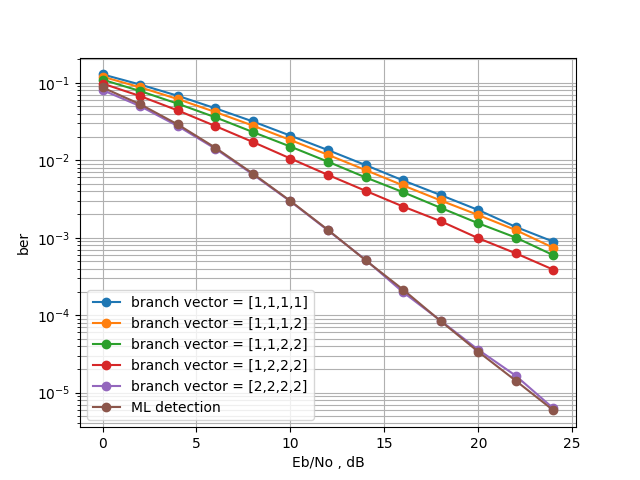 10⁻¹
10⁻²
10⁻³
10⁻⁴
10⁻⁵
ber
branch vector = [1,1,1,1]
branch vector = [1,1,1,2]
branch vector = [1,1,2,2]
branch vector = [1,2,2,2]
branch vector = [2,2,2,2]
ML detection
0 5 10 15 20 25
Eb/No , dB